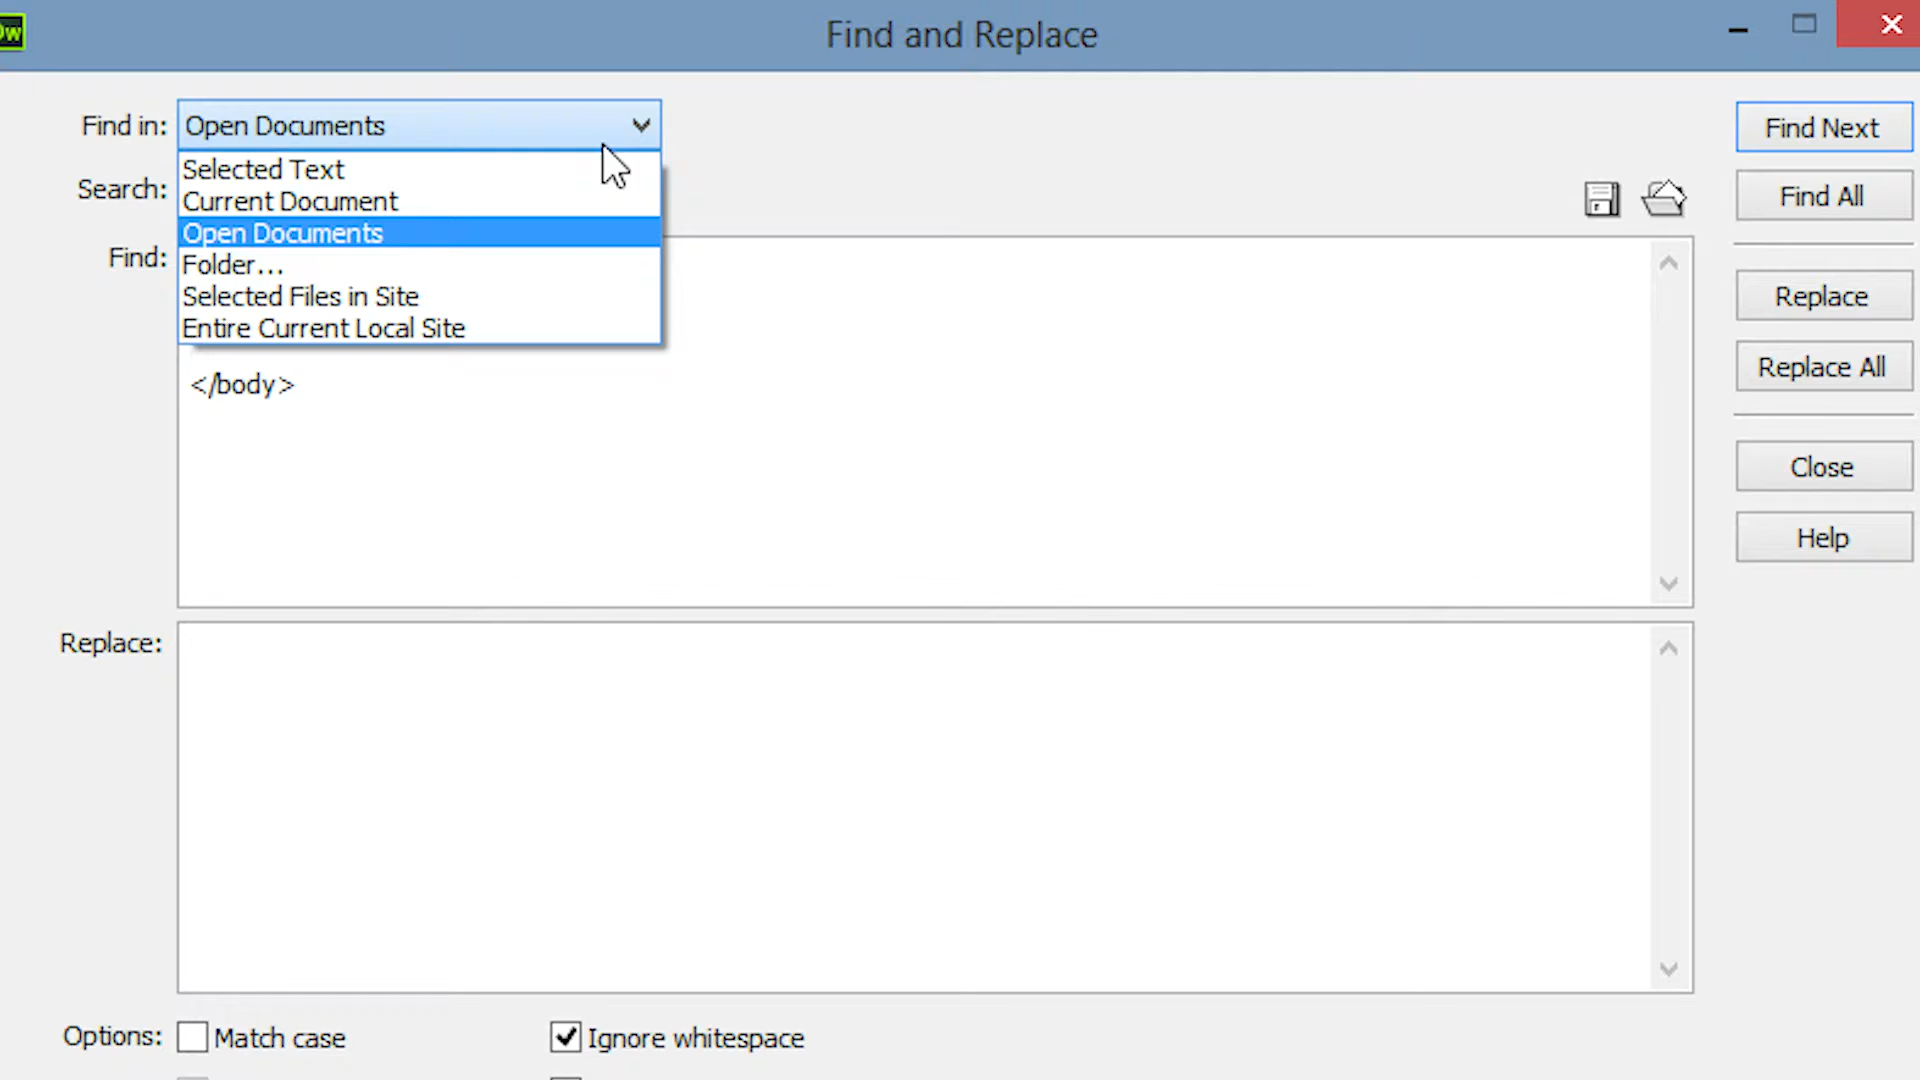 Dw
Find and Replace
Find in: Open Documents
Selected Text
Current Document
Open Documents
Folder...
Selected Files in Site
Entire Current Local Site
Search:
Find:
</body>
Replace:
Options: Match case Ignore whitespace
Find Next
Find All
Replace
Replace All
Close
Help